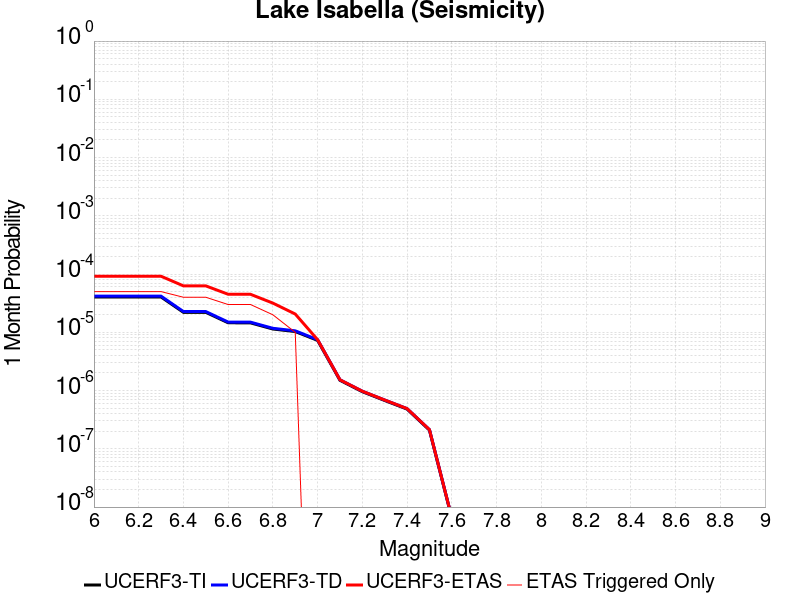 Lake Isabella (Seismicity)
10 0
10 -1
10 -2
10 -3
10 -4
10 -5
10 -6
10 -7
10 -8
1 Month Probability
6 6.2 6.4 6.6 6.8 7 7.2 7.4 7.6 7.8 8 8.2 8.4 8.6 8.8 9
Magnitude
UCERF3-TI UCERF3-TD UCERF3-ETAS ETAS Triggered Only